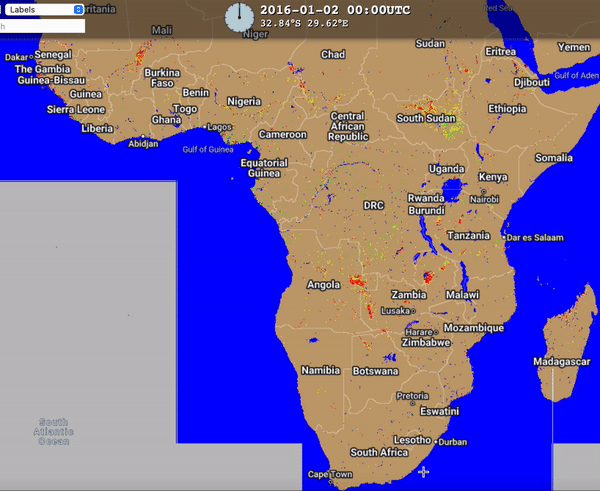 Labels
2016-01-02 00:00UTC
32.84°S 29.62°E
Mali
Niger
Chad
Sudan
Eritrea
Yemen
Red Sea
Dakar
Senegal
The Gambia
Guinea-Bissau
Guinea
Sierra Leone
Liberia
Burkina
Faso
Benin
Togo
Ghana
Abidjan
Lagos
Nigeria
Gulf of Guinea
Cameroon
Central
African
Republic
South Sudan
Ethiopia
Djibouti
Gulf of Aden
Somalia
Equatorial
Guinea
Uganda
Kenya
Nairobi
DRC
Rwanda
Burundi
Tanzania
Dar es Salaam
Angola
Zambia
Malawi
Lusaka
Harare
Mozambique
Zimbabwe
Madagascar
Namibia
Botswana
Pretoria
Eswatini
Lesotho
Durban
South Africa
Cape Town
South
Atlantic
Ocean